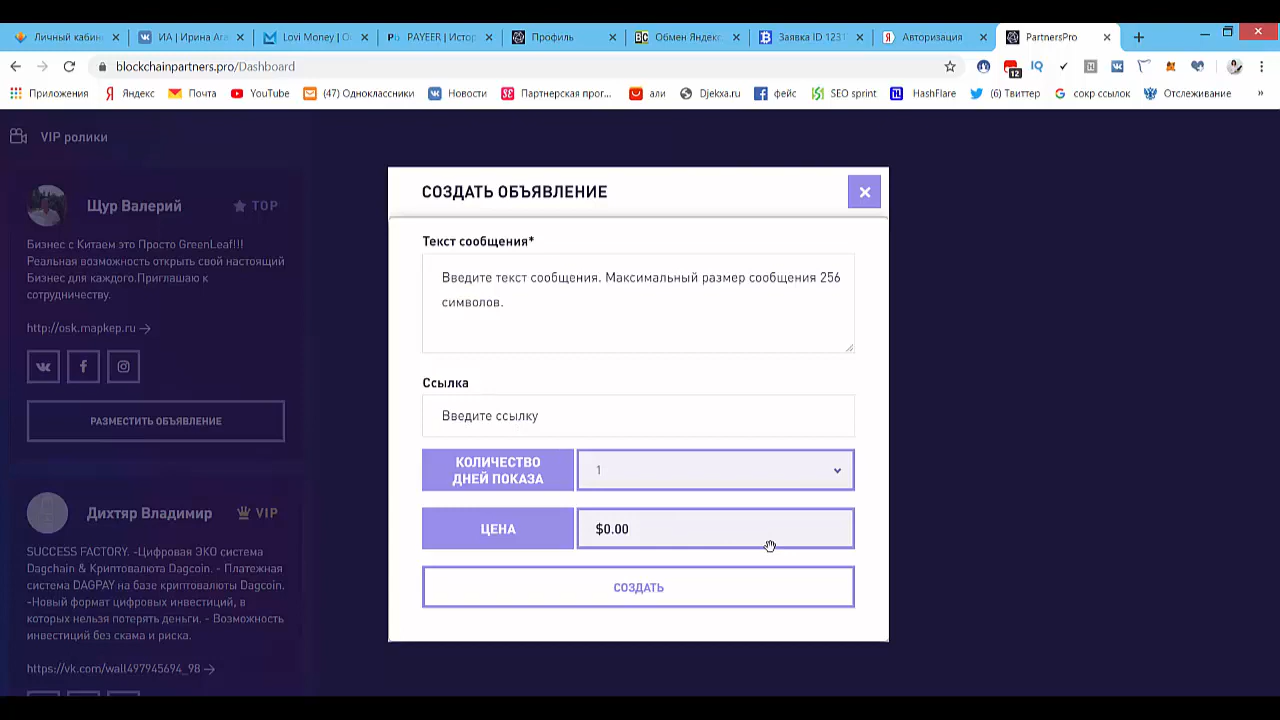 Личный кабин
ИА | Ирина Аг
Lovi Money | О
PAYEER | Истор
Профиль
Обмен Яндекс
Заявка ID 1231
Авторизация
PartnersPro
blockchainpartners.pro/Dashboard
12
Приложения
Яндекс
Почта
YouTube
(47) Одноклассники
Новости
Партнерская прог...
али
Djekxa.ru
фейс
SEO sprint
HashFlare
(6) Твиттер
сокр ссылок
Отслеживание
VIP ролики
Щур Валерий
TOP
Бизнес с Китаем это Просто GreenLeaf!!!
Реальная возможность открыть свой настоящий
Бизнес для каждого.Приглашаю к
сотрудничеству.
http://osk.mapkep.ru
РАЗМЕСТИТЬ ОБЪЯВЛЕНИЕ
Дихтяр Владимир
VIP
SUCCESS FACTORY. -Цифровая ЭКО система
Dagchain & Криптовалюта Dagcoin. - Платежная
система DAGPAY на базе криптовалюты Dagcoin.
-Новый формат цифровых инвестиций, в
которых нельзя потерять деньги. - Возможность
инвестиций без скама и риска.
https://vk.com/wall497945694_98
СОЗДАТЬ ОБЪЯВЛЕНИЕ
Текст сообщения*
Введите текст сообщения. Максимальный размер сообщения 256
символов.
Ссылка
Введите ссылку
КОЛИЧЕСТВО
ДНЕЙ ПОКАЗА
1
ЦЕНА
$0.00
СОЗДАТЬ